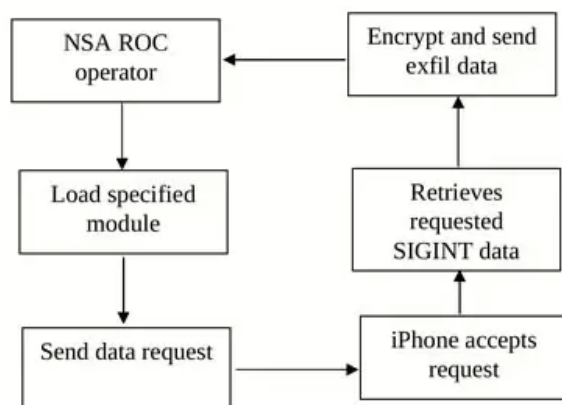 NSA ROC
operator
Load specified
module
Send data request
iPhone accepts
request
Retrieves
requested
SIGINT data
Encrypt and send
exfil data